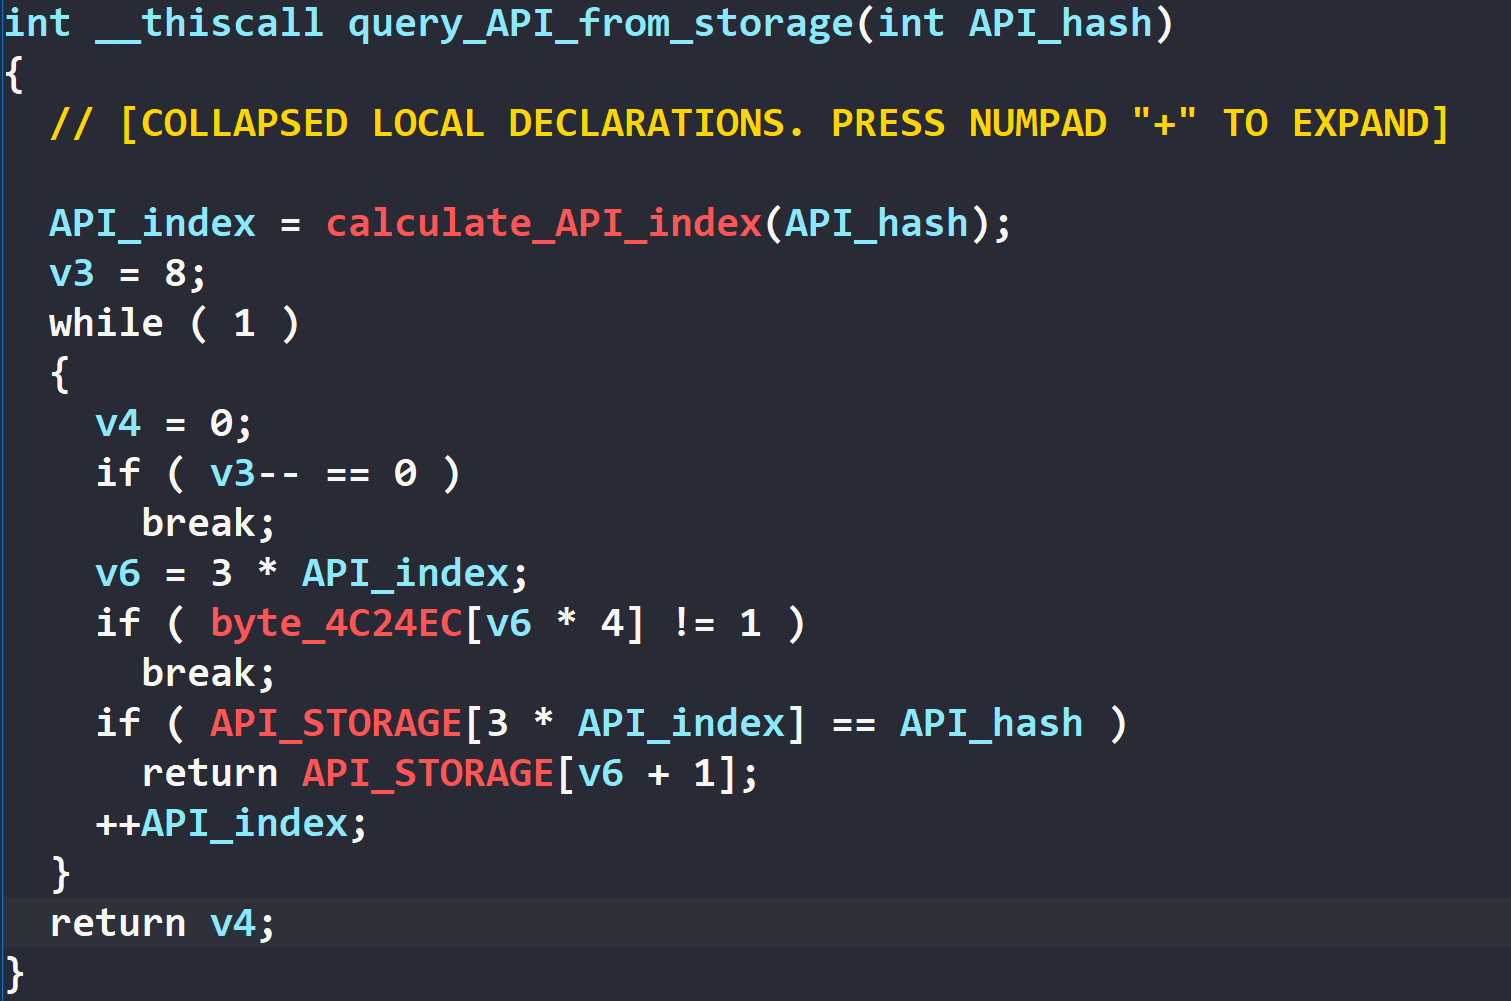 int __thiscall query_API_from_storage(int API_hash)
{
  // [COLLAPSED LOCAL DECLARATIONS. PRESS NUMPAD "+" TO EXPAND]

  API_index = calculate_API_index(API_hash);
  v3 = 8;
  while ( 1 )
  {
    v4 = 0;
    if ( v3-- == 0 )
      break;
    v6 = 3 * API_index;
    if ( byte_4C24EC[v6 * 4] != 1 )
      break;
    if ( API_STORAGE[3 * API_index] == API_hash )
      return API_STORAGE[v6 + 1];
    ++API_index;
  }
  return v4;
}